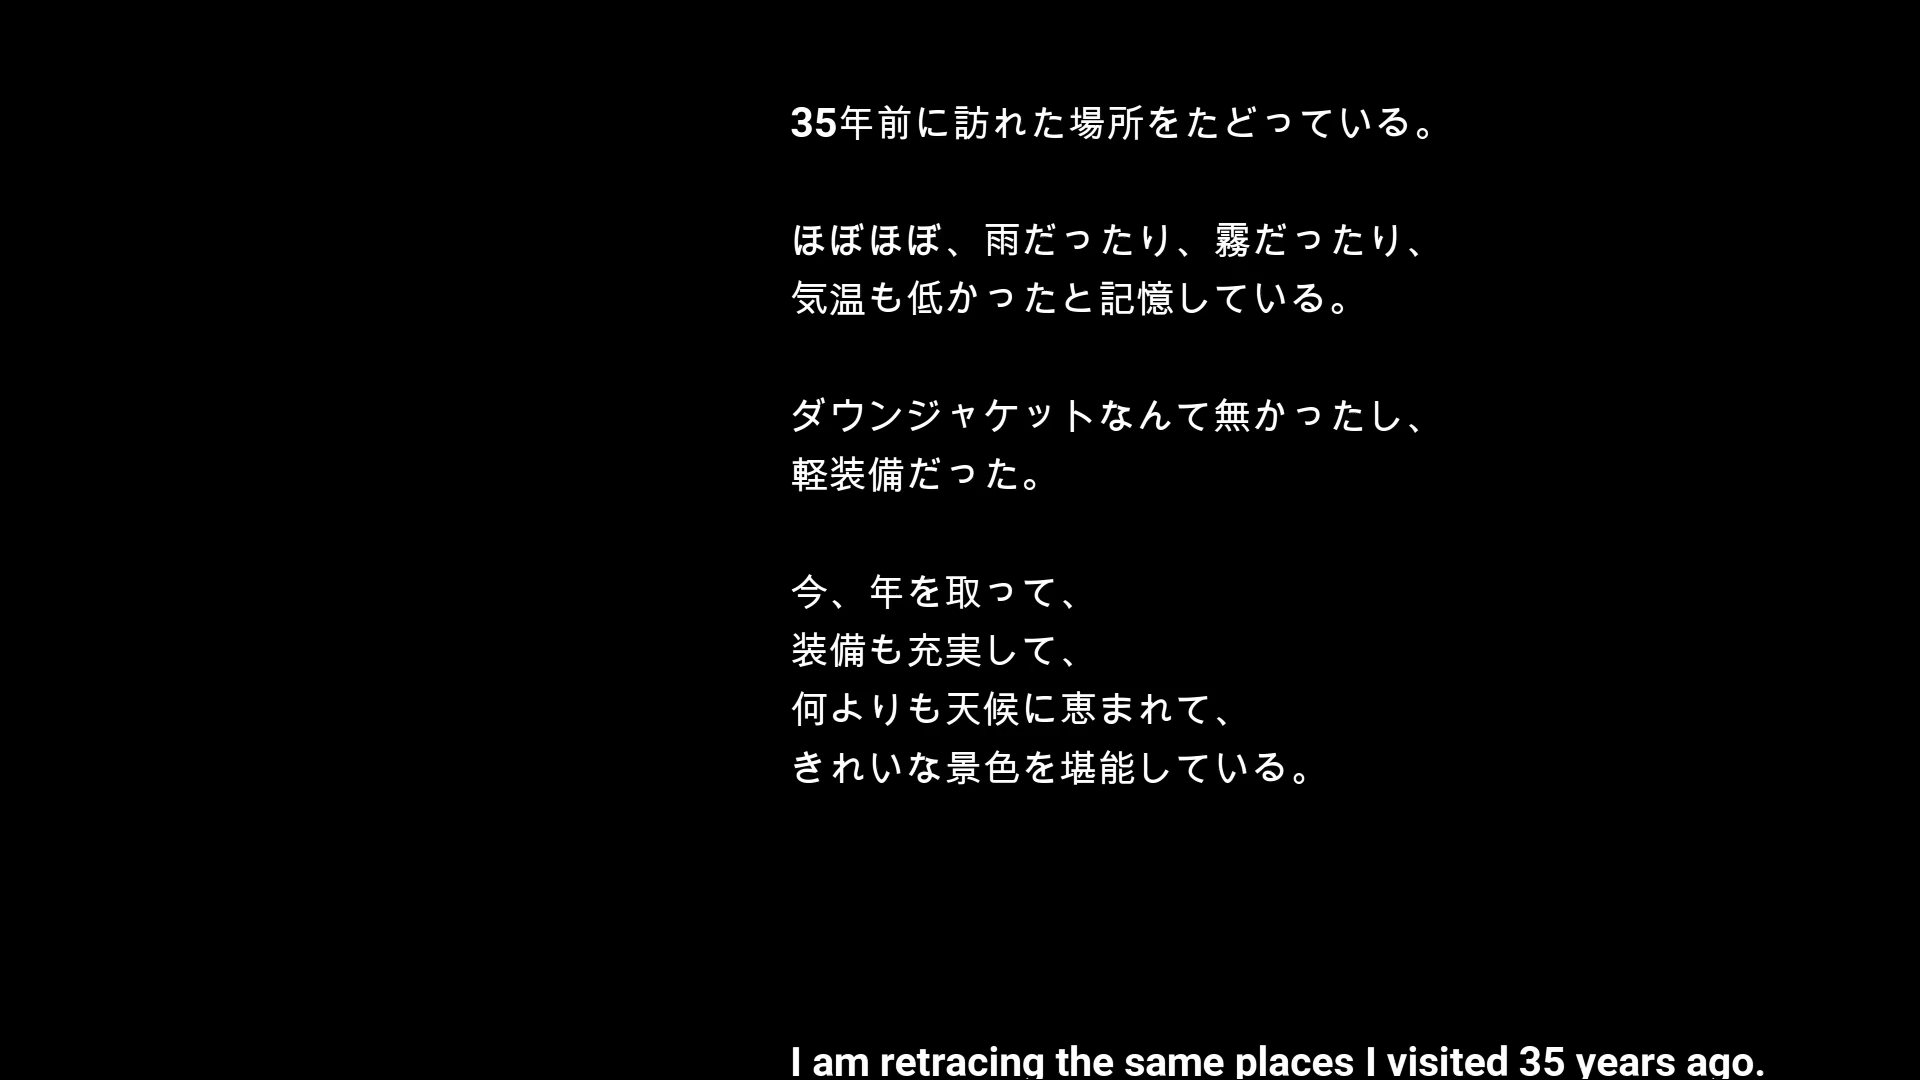 35年前に訪れた場所をたどっている。
ほぼほぼ、雨だったり、霧だったり、
気温も低かったと記憶している。
ダウンジャケットなんて無かったし、
軽装備だった。
今、年を取って、
装備も充実して、
何よりも天候に恵まれて、
きれいな景色を堪能している。
I am retracing the same places I visited 35 years ago.